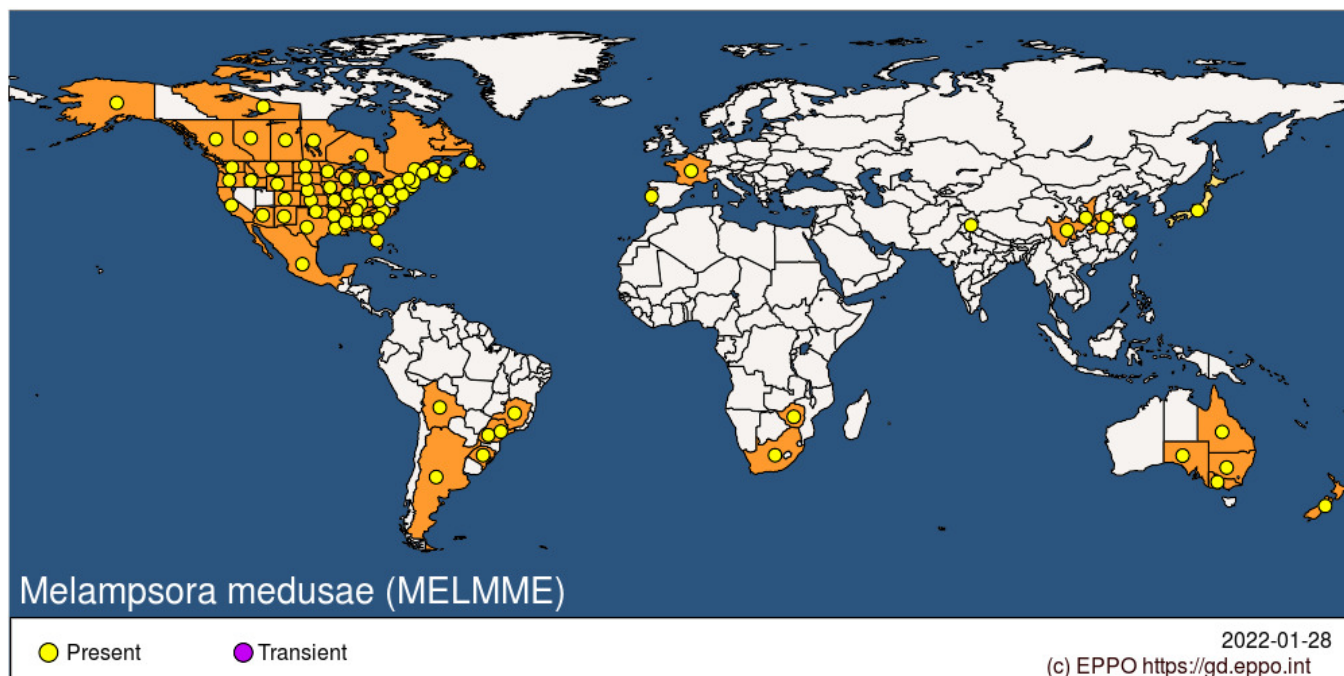 Melampsora medusae (MELMME)
Present
Transient
2022-01-28
(c) EPPO https://gd.eppo.int